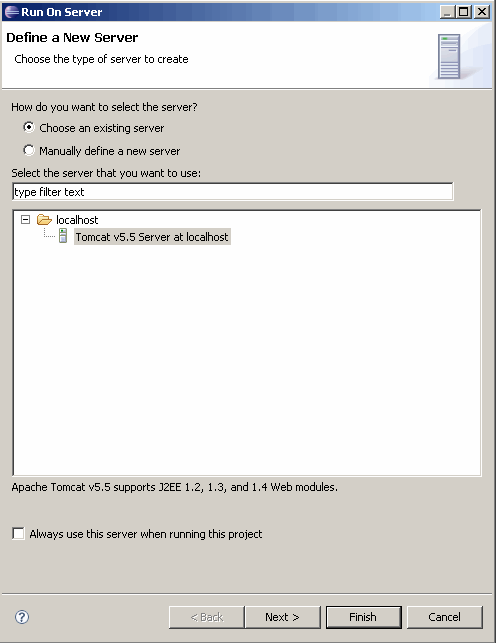 Run On Server
Define a New Server
Choose the type of server to create
How do you want to select the server?
Choose an existing server
Manually define a new server
Select the server that you want to use:
type filter text
localhost
Tomcat v5.5 Server at localhost
Apache Tomcat v5.5 supports J2EE 1.2, 1.3, and 1.4 Web modules.
Always use this server when running this project
? < Back Next > Finish Cancel